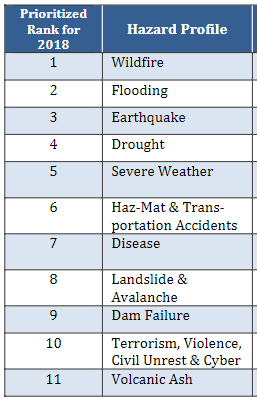 Prioritized
Rank for
2018
Hazard Profile
1 Wildfire
2 Flooding
3 Earthquake
4 Drought
5 Severe Weather
6 Haz-Mat & Trans-
portation Accidents
7 Disease
8 Landslide &
Avalanche
9 Dam Failure
10 Terrorism, Violence,
Civil Unrest & Cyber
11 Volcanic Ash